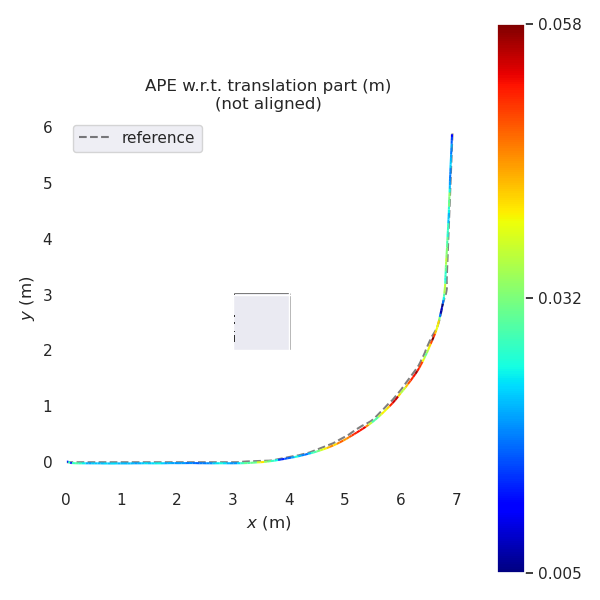 APE w.r.t. translation part (m)
(not aligned)
reference
6
5
4
3
2
1
0
y (m)
0 1 2 3 4 5 6 7
x (m)
0.058
0.032
0.005